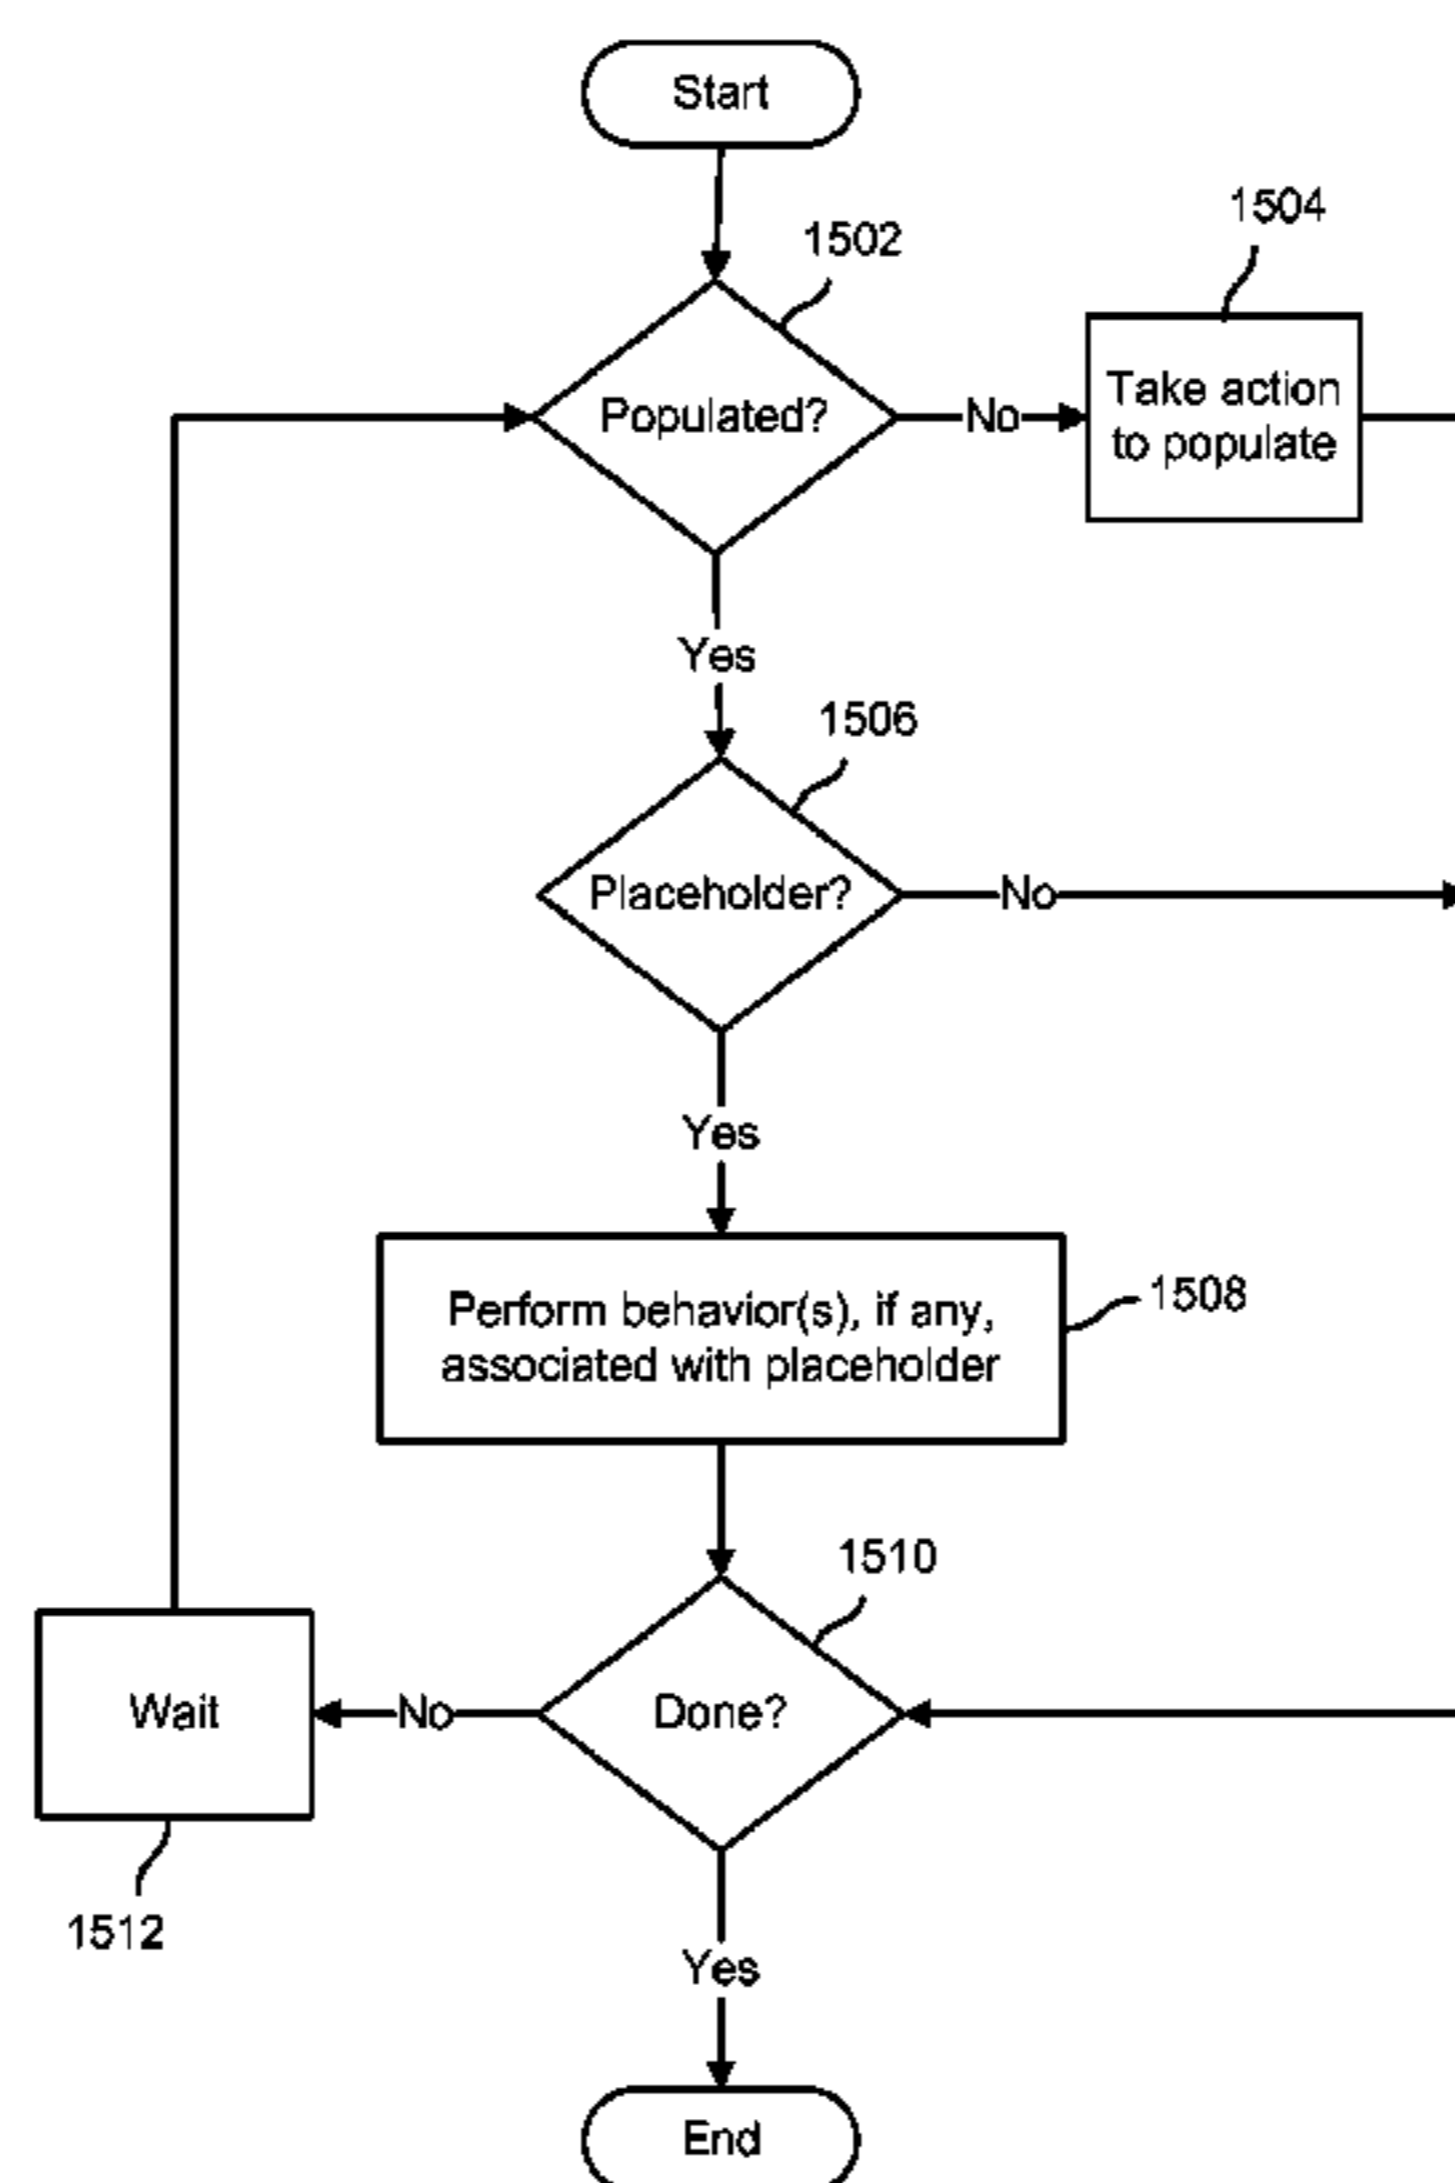 Start
1502
1504
Populated?
No
Take action
to populate
Yes
1506
Placeholder?
No
Yes
Perform behavior(s), if any,
associated with placeholder
1508
1510
Wait
No
Done?
1512
Yes
End